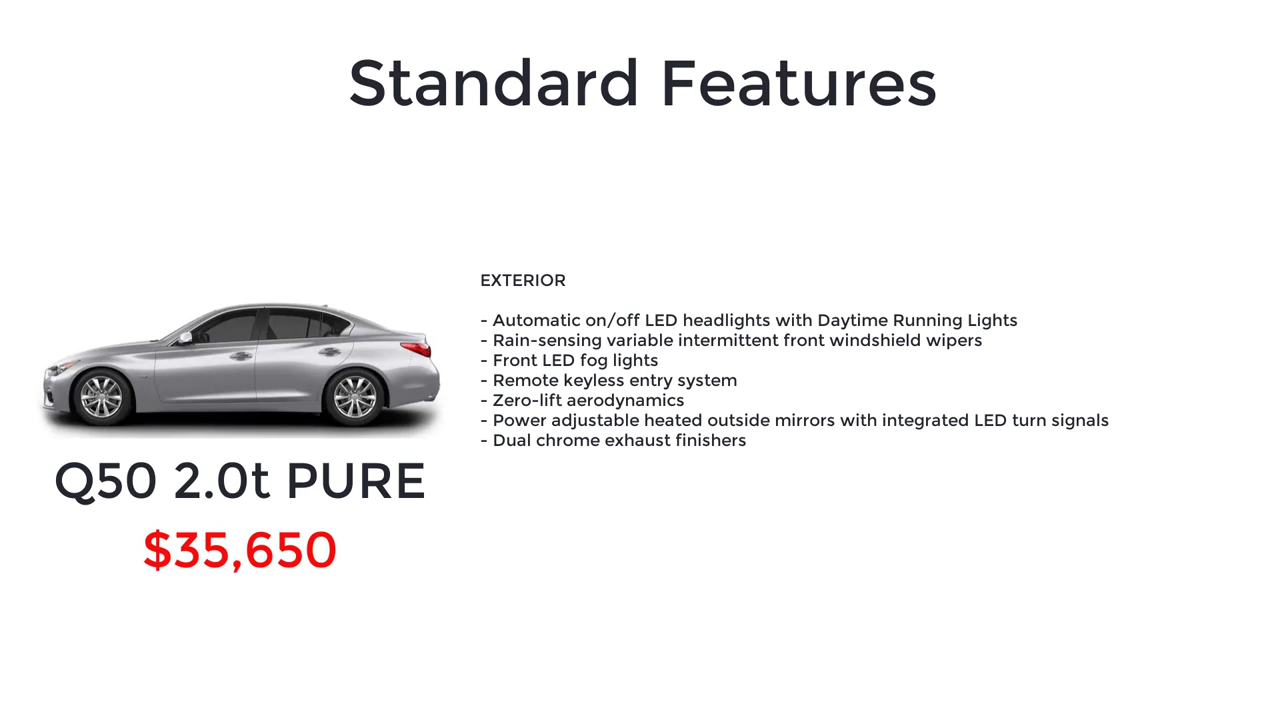 Standard Features
EXTERIOR
- Automatic on/off LED headlights with Daytime Running Lights
- Rain-sensing variable intermittent front windshield wipers
- Front LED fog lights
- Remote keyless entry system
- Zero-lift aerodynamics
- Power adjustable heated outside mirrors with integrated LED turn signals
- Dual chrome exhaust finishers
Q50 2.0t PURE
$35,650